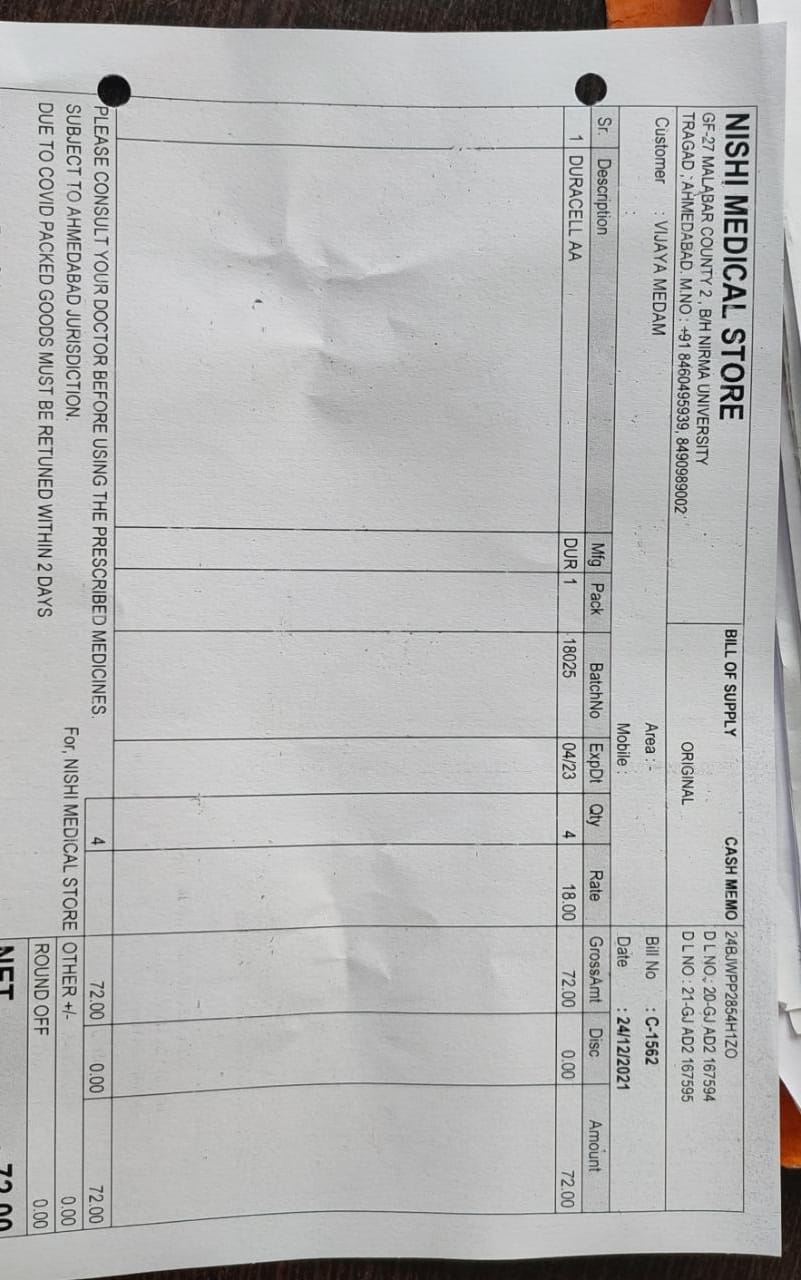 NISHI MEDICAL STORE
GF-27 MALABAR COUNTY 2 , B/H NIRMA UNIVERSITY
TRAGAD , AHMEDABAD. M.NO : +91 8460495939, 8490989002
BILL OF SUPPLY CASH MEMO 24BJWPP2854H1ZO
D L NO : 20-GJ AD2 167594
ORIGINAL D L NO : 21-GJ AD2 167595
Customer : VIJAYA MEDAM Area :- Bill No : C-1562
: Mobile : Date : 24/12/2021
Sr. Description Mfg Pack BatchNo ExpDt Qty Rate GrossAmt Disc Amount
1 DURACELL AA DUR 1 18025 04/23 4 18.00 72.00 0.00 72.00
4 72.00 0.00 72.00
PLEASE CONSULT YOUR DOCTOR BEFORE USING THE PRESCRIBED MEDICINES.
SUBJECT TO AHMEDABAD JURISDICTION. For, NISHI MEDICAL STORE OTHER +/- 0.00
DUE TO COVID PACKED GOODS MUST BE RETUNED WITHIN 2 DAYS ROUND OFF 0.00
NET 72.00